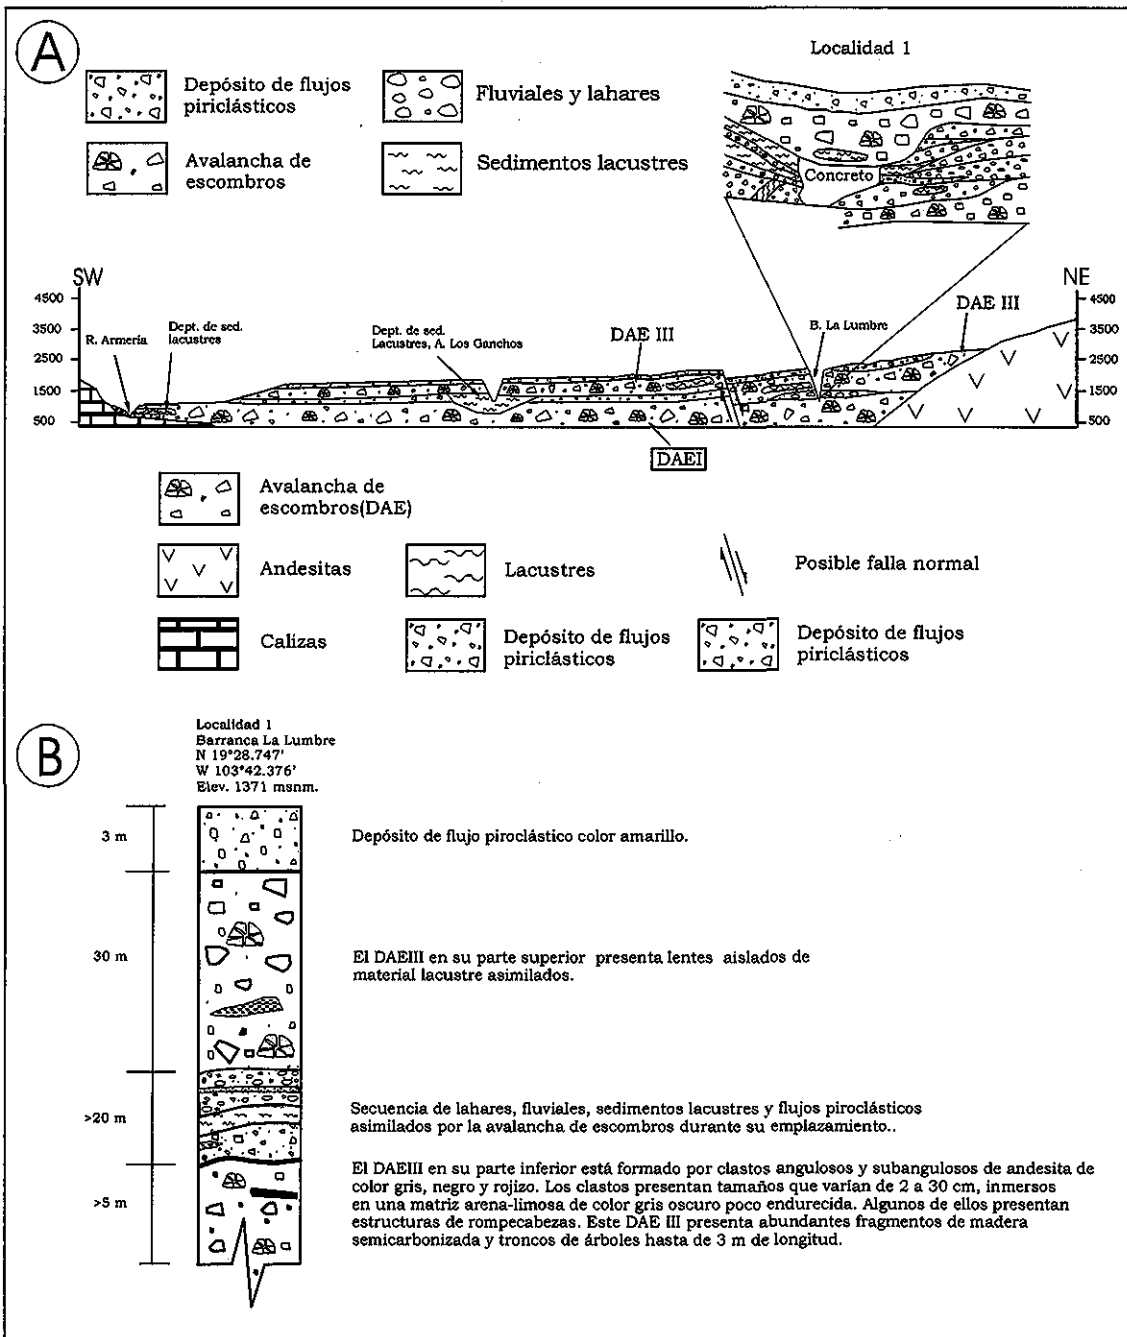 A
Localidad 1
Depósito de flujos
piriclásticos
Fluviales y lahares
Avalancha de
escombros
Sedimentos lacustres
Concreto
SW
NE
4500
3500
2500
1500
500
4500
3500
2500
1500
500
R. Armería
Dept. de sed.
lacustres
Dept. de sed.
Lacustres, A. Los Ganchos
DAE III
B. La Lumbre
DAE III
DAEI
Avalancha de
escombros(DAE)
Andesitas
Lacustres
Posible falla normal
Calizas
Depósito de flujos
piriclásticos
Depósito de flujos
piriclásticos
B
Localidad 1
Barranca La Lumbre
N 19°28.747'
W 103°42.376'
Elev. 1371 msnm.
3 m
Depósito de flujo piroclástico color amarillo.
30 m
El DAEIII en su parte superior presenta lentes aislados de
material lacustre asimilados.
>20 m
Secuencia de lahares, fluviales, sedimentos lacustres y flujos piroclásticos
asimilados por la avalancha de escombros durante su emplazamiento..
>5 m
El DAEIII en su parte inferior está formado por clastos angulosos y subangulosos de andesita de
color gris, negro y rojizo. Los clastos presentan tamaños que varían de 2 a 30 cm, inmersos
en una matriz arena-limosa de color gris oscuro poco endurecida. Algunos de ellos presentan
estructuras de rompecabezas. Este DAE III presenta abundantes fragmentos de madera
semicarbonizada y troncos de árboles hasta de 3 m de longitud.